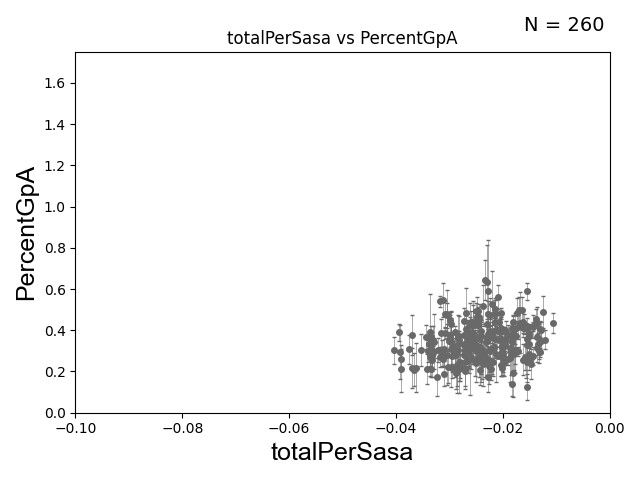 N = 260
totalPerSasa vs PercentGpA
PercentGpA
1.6
1.4
1.2
1.0
0.8
0.6
0.4
0.2
0.0
−0.10 −0.08 −0.06 −0.04 −0.02 0.00
totalPerSasa